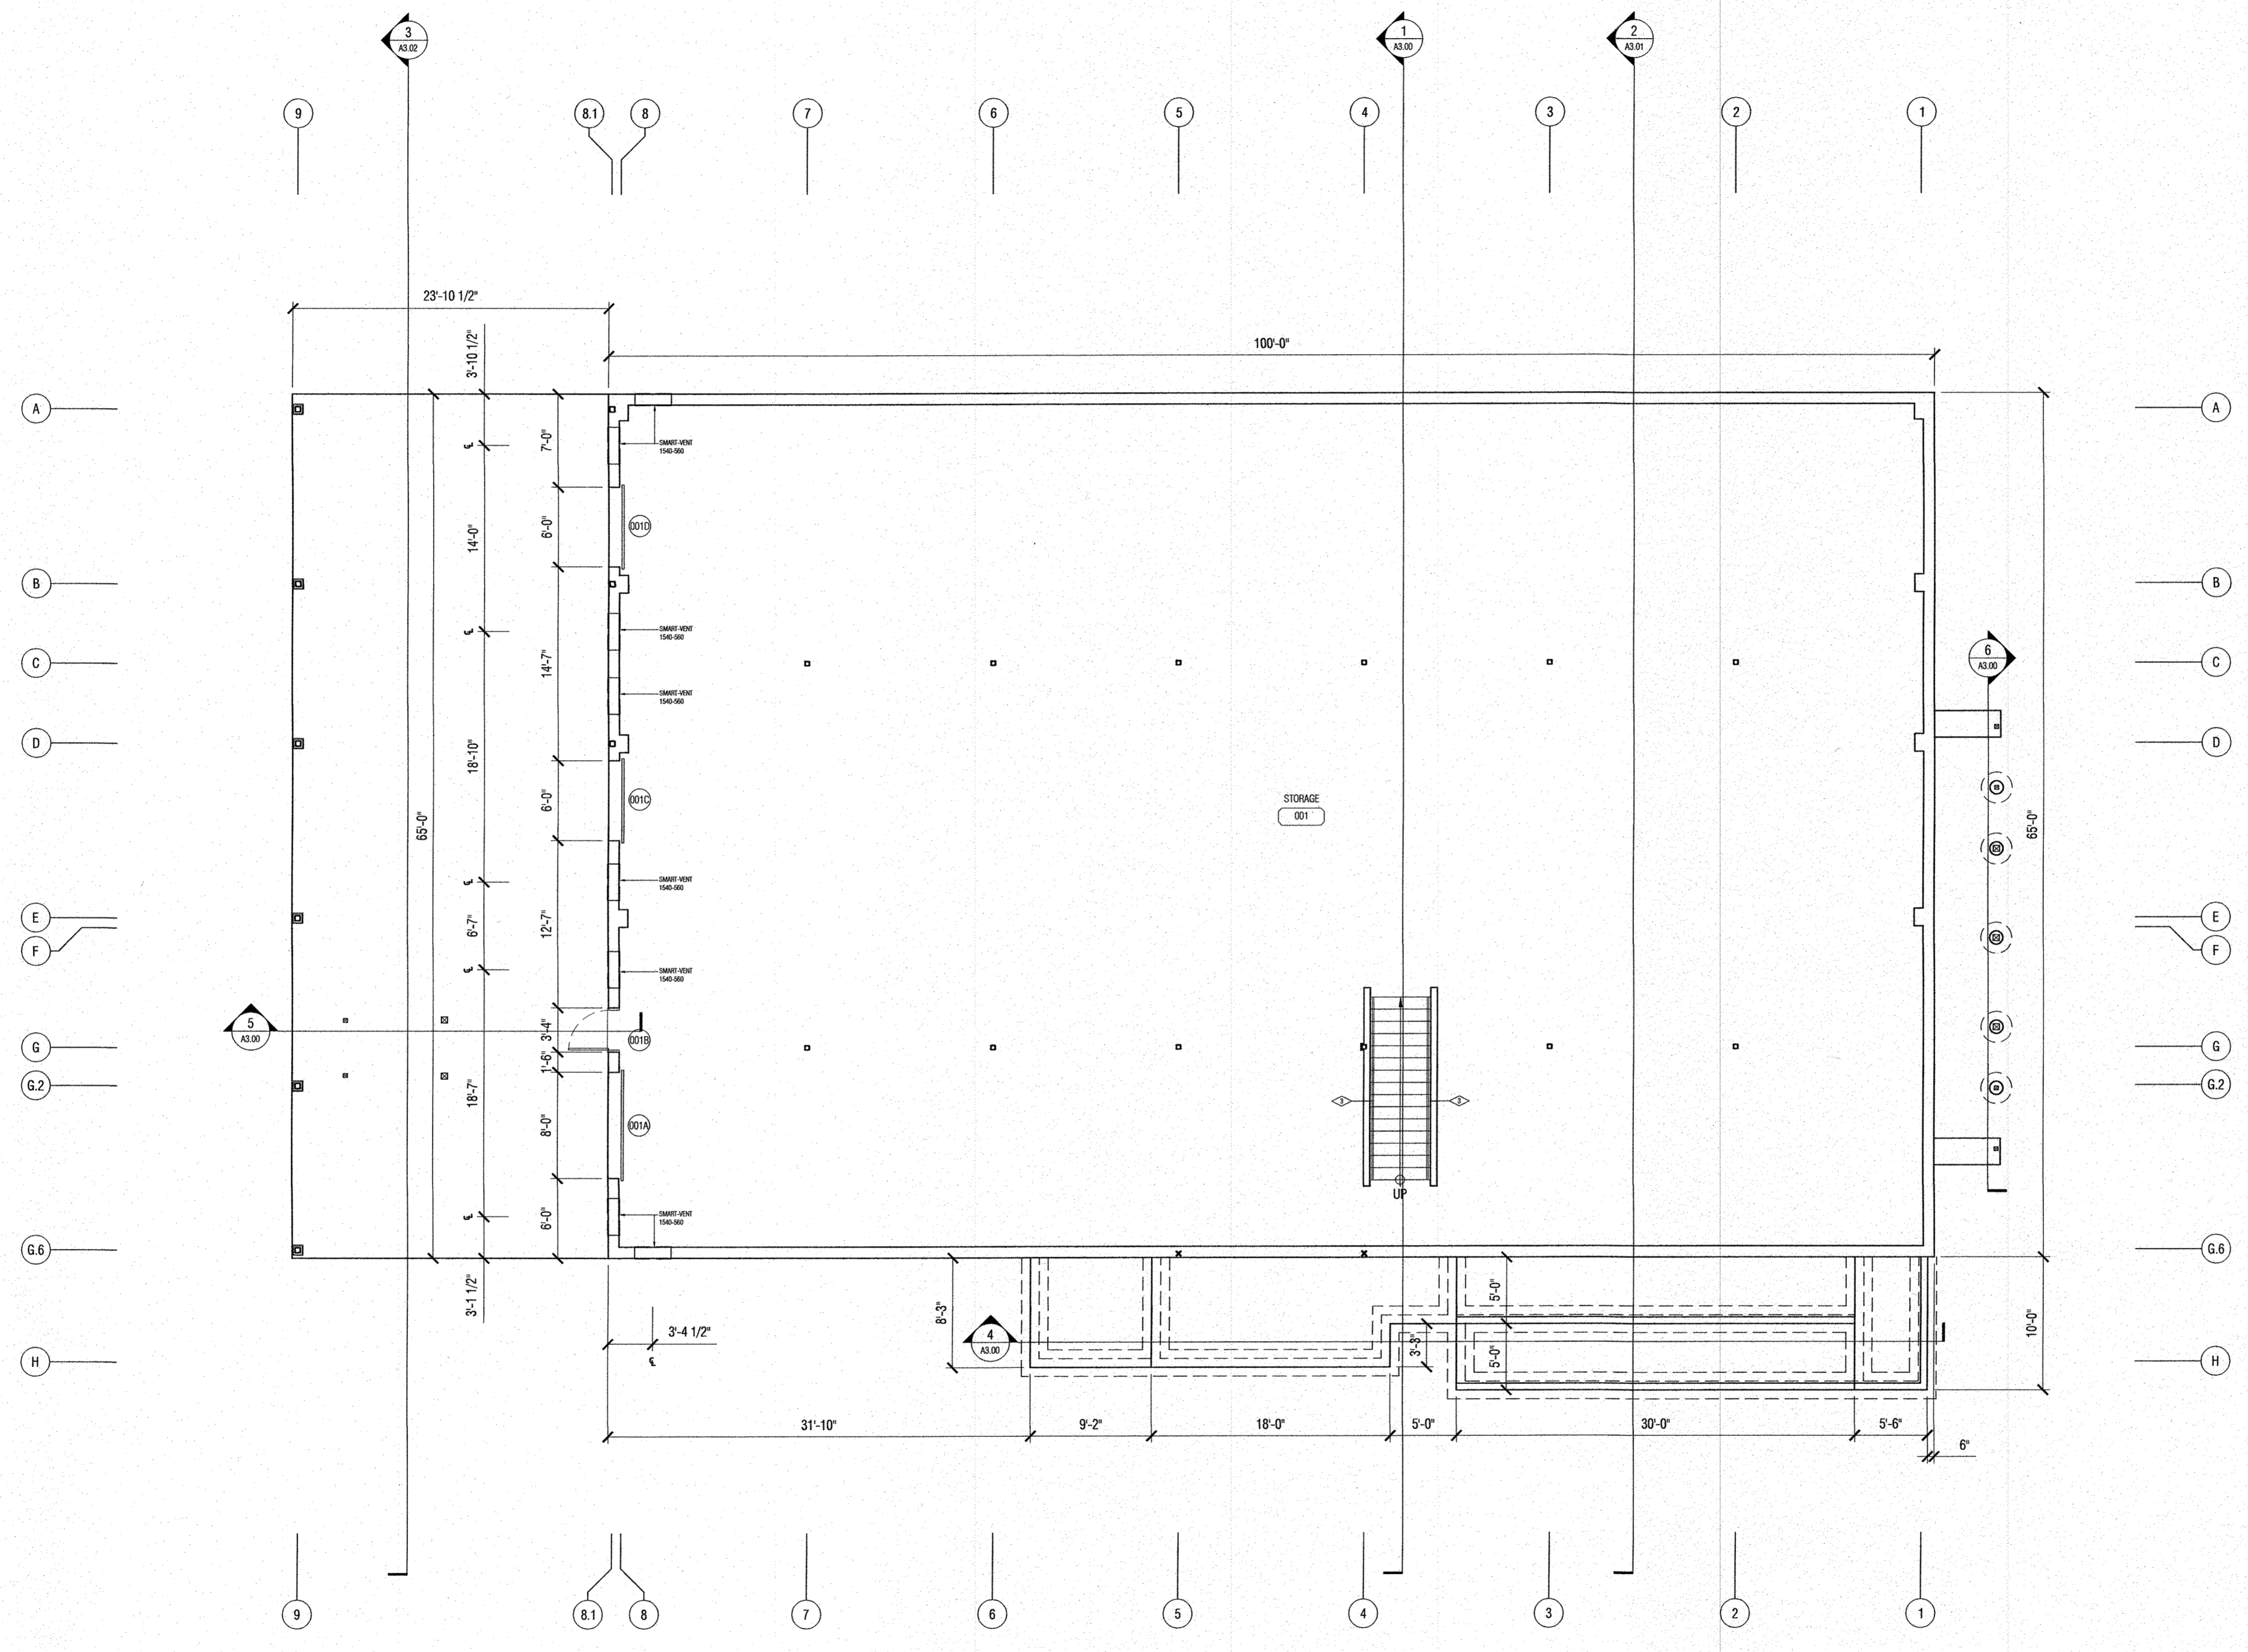 3
A3.02
1
A3.00
2
A3.01
9
8.1
8
7
6
5
4
3
2
1
23'-10 1/2"
100'-0"
3'-10 1/2"
A
A
7'-0"
SMART-VENT
1540-560
14'-0"
6'-0"
001D
B
B
SMART-VENT
1540-560
14'-7"
C
C
6
A3.00
SMART-VENT
1540-560
18'-10"
D
D
6'-0"
001C
STORAGE
001
65'-0"
65'-0"
SMART-VENT
1540-560
6'-7"
12'-7"
E
E
F
F
SMART-VENT
1540-560
5
A3.00
3'-4"
001B
G
G
1'-6"
G.2
G.2
18'-7"
8'-0"
001A
3
3
UP
6'-0"
SMART-VENT
1540-560
G.6
G.6
3'-1 1/2"
8'-3"
5'-0"
10'-0"
3'-4 1/2"
4
A3.00
3'-3"
5'-0"
H
H
31'-10"
9'-2"
18'-0"
5'-0"
30'-0"
5'-6"
6"
9
8.1
8
7
6
5
4
3
2
1